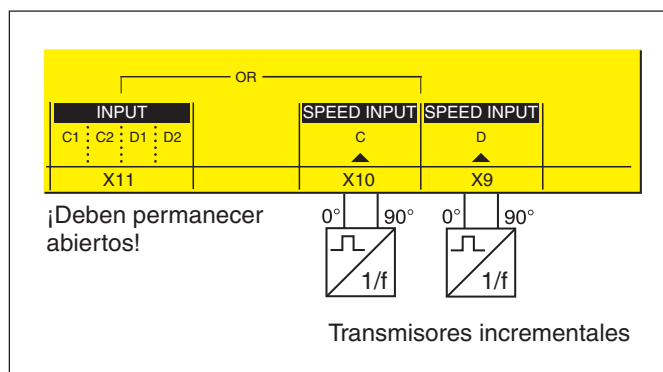 OR
INPUT SPEED INPUT SPEED INPUT
C1 C2 D1 D2 C D
X11 X10 X9
¡Deben permanecer
abiertos!
0° 90° 0° 90°
1/f 1/f
Transmisores incrementales